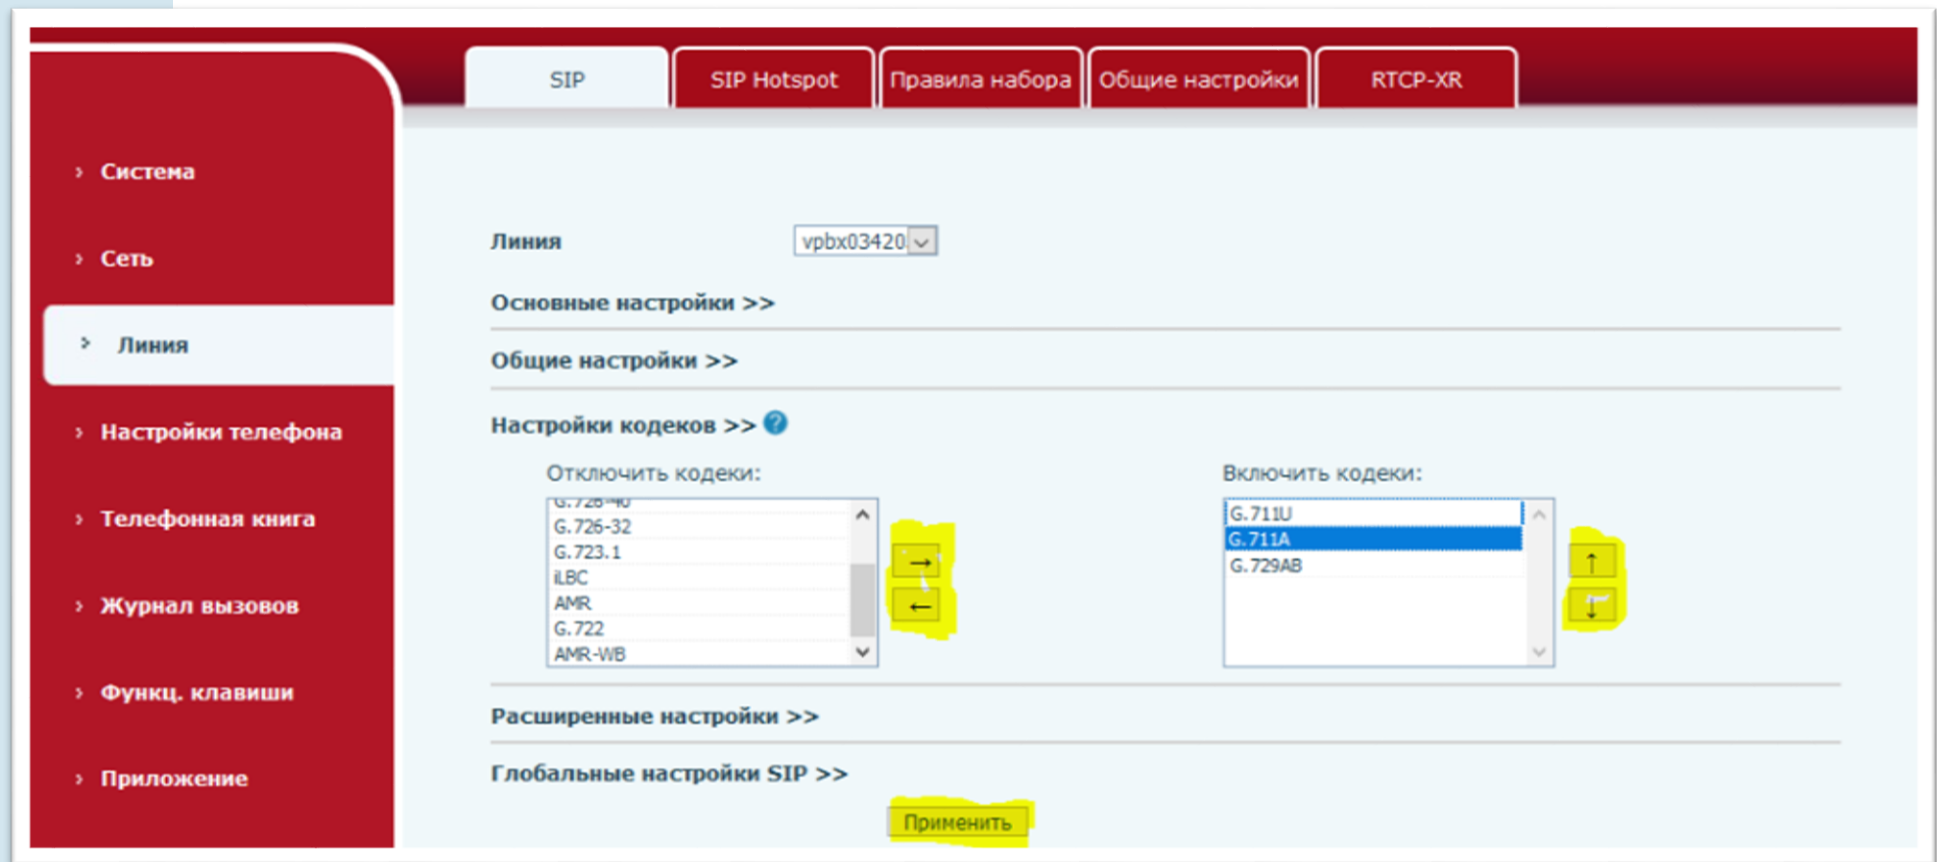 SIP
SIP Hotspot
Правила набора
Общие настройки
RTCP-XR
Система
Сеть
Линия
Настройки телефона
Телефонная книга
Журнал вызовов
Функц. клавиши
Приложение
Линия vpbx03420
Основные настройки >>
Общие настройки >>
Настройки кодеков >> ?
Отключить кодеки:
G.726-40
G.726-32
G.723.1
iLBC
AMR
G.722
AMR-WB
→
←
Включить кодеки:
G.711U
G.711A
G.729AB
↑
↓
Расширенные настройки >>
Глобальные настройки SIP >>
Применить